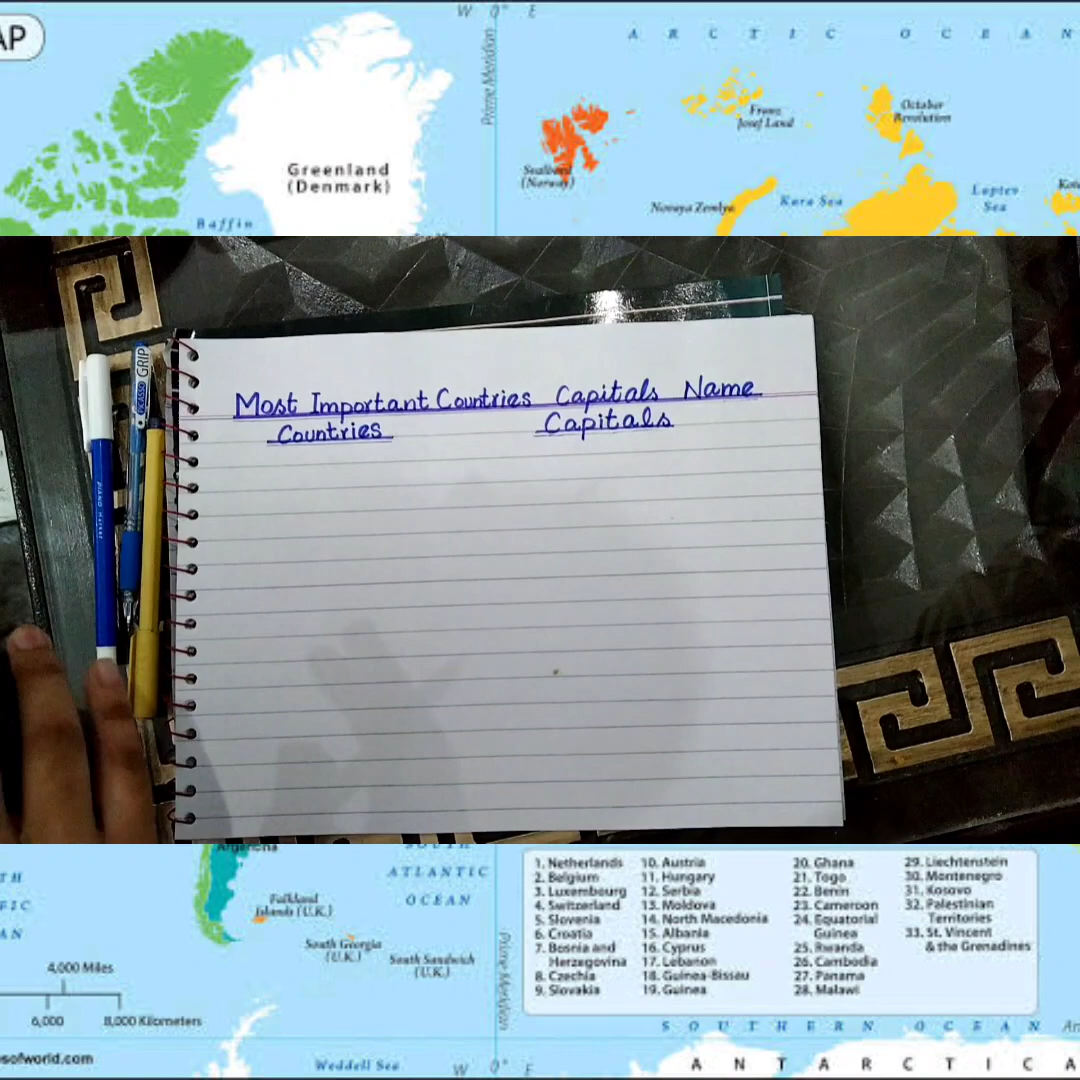 AP
W 0° E
Prime Meridian
A R C T I C O C E A N
Greenland
(Denmark)
Baffin
Svalbard
(Norway)
Franz
Josef Land
October
Revolution
Novaya Zemlya
Kara Sea
Laptev
Sea
GRIP
PICASSO
PIANO
Most Important Countries Capitals Name
Countries Capitals
Argentina
SOUTH
ATLANTIC
OCEAN
Falkland
Islands (U.K.)
South Georgia
(U.K.)
South Sandwich
(U.K.)
Prime Meridian
4,000 Miles
6,000 8,000 Kilometers
sofworld.com
Weddell Sea
W 0° E
1. Netherlands
2. Belgium
3. Luxembourg
4. Switzerland
5. Slovenia
6. Croatia
7. Bosnia and
Herzegovina
8. Czechia
9. Slovakia
10. Austria
11. Hungary
12. Serbia
13. Moldova
14. North Macedonia
15. Albania
16. Cyprus
17. Lebanon
18. Guinea-Bissau
19. Guinea
20. Ghana
21. Togo
22. Benin
23. Cameroon
24. Equatorial
Guinea
25. Rwanda
26. Cambodia
27. Panama
28. Malawi
29. Liechtenstein
30. Montenegro
31. Kosovo
32. Palestinian
Territories
33. St. Vincent
& the Grenadines
S O U T H E R N O C E A N
A N T A R C T I C A